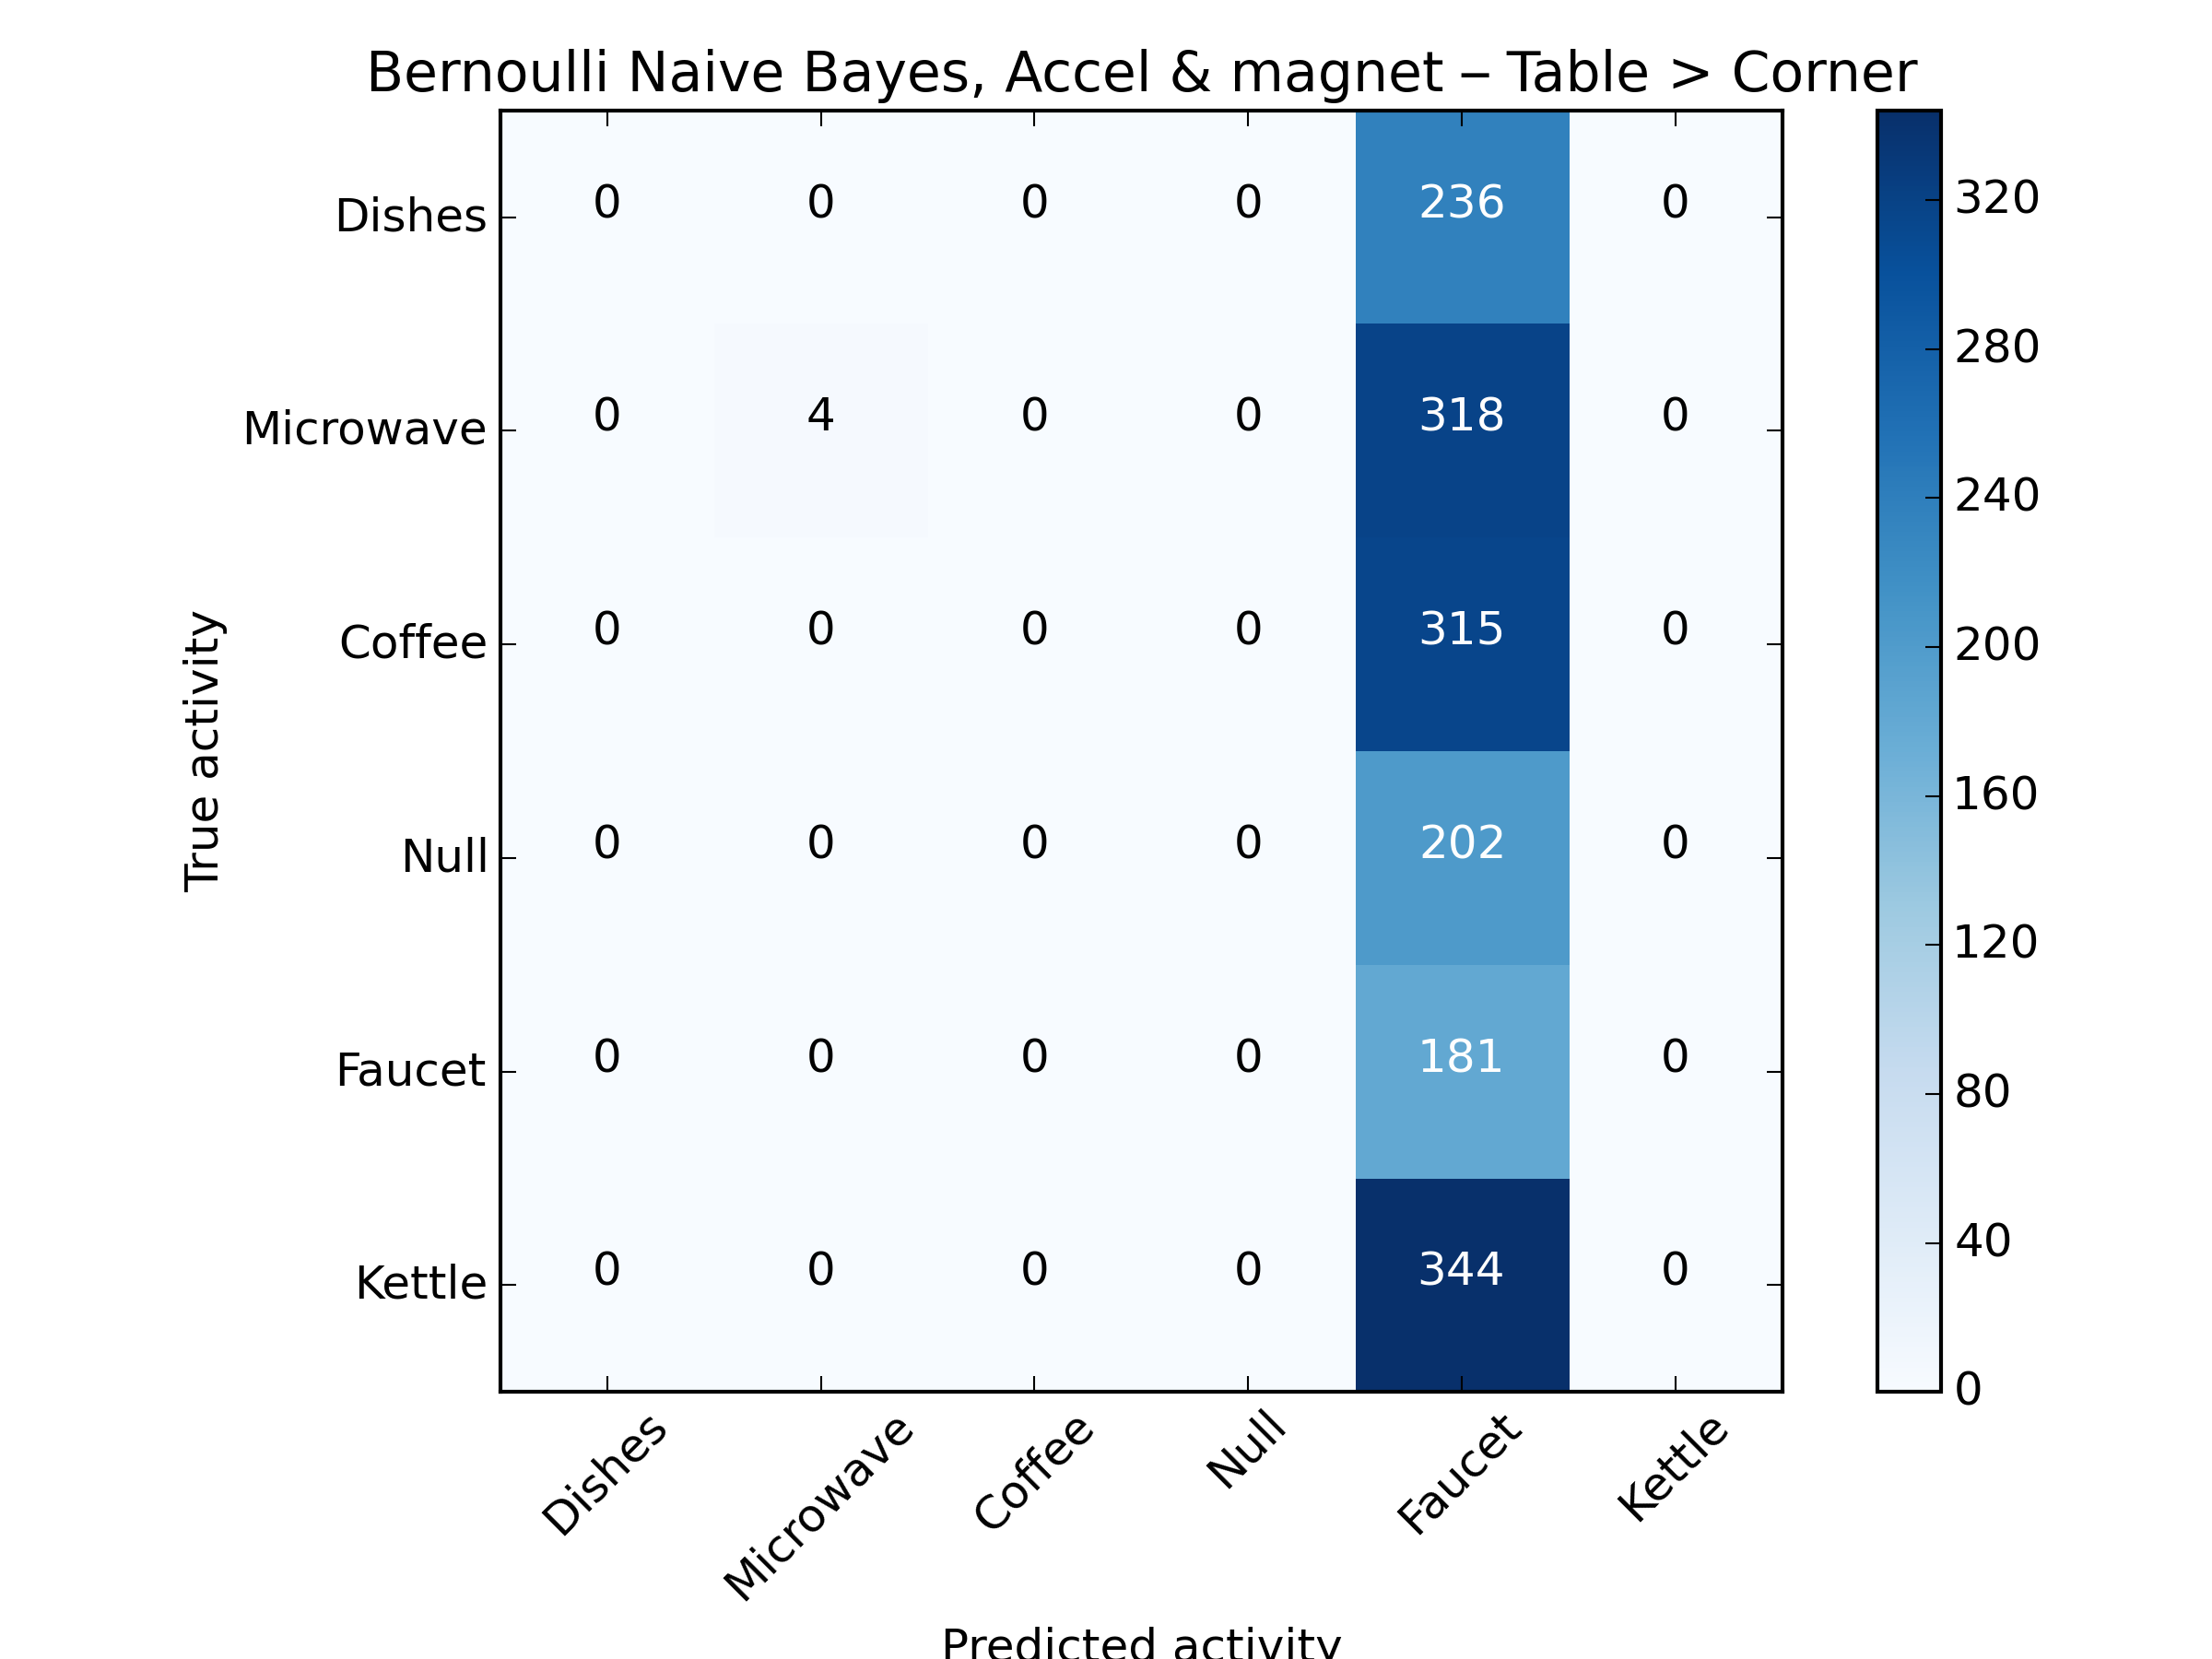 Bernoulli Naive Bayes, Accel & magnet – Table > Corner
Dishes 0 0 0 0 236 0
Microwave 0 4 0 0 318 0
Coffee 0 0 0 0 315 0
Null 0 0 0 0 202 0
Faucet 0 0 0 0 181 0
Kettle 0 0 0 0 344 0
True activity
Dishes Microwave Coffee Null Faucet Kettle
Predicted activity
320
280
240
200
160
120
80
40
0